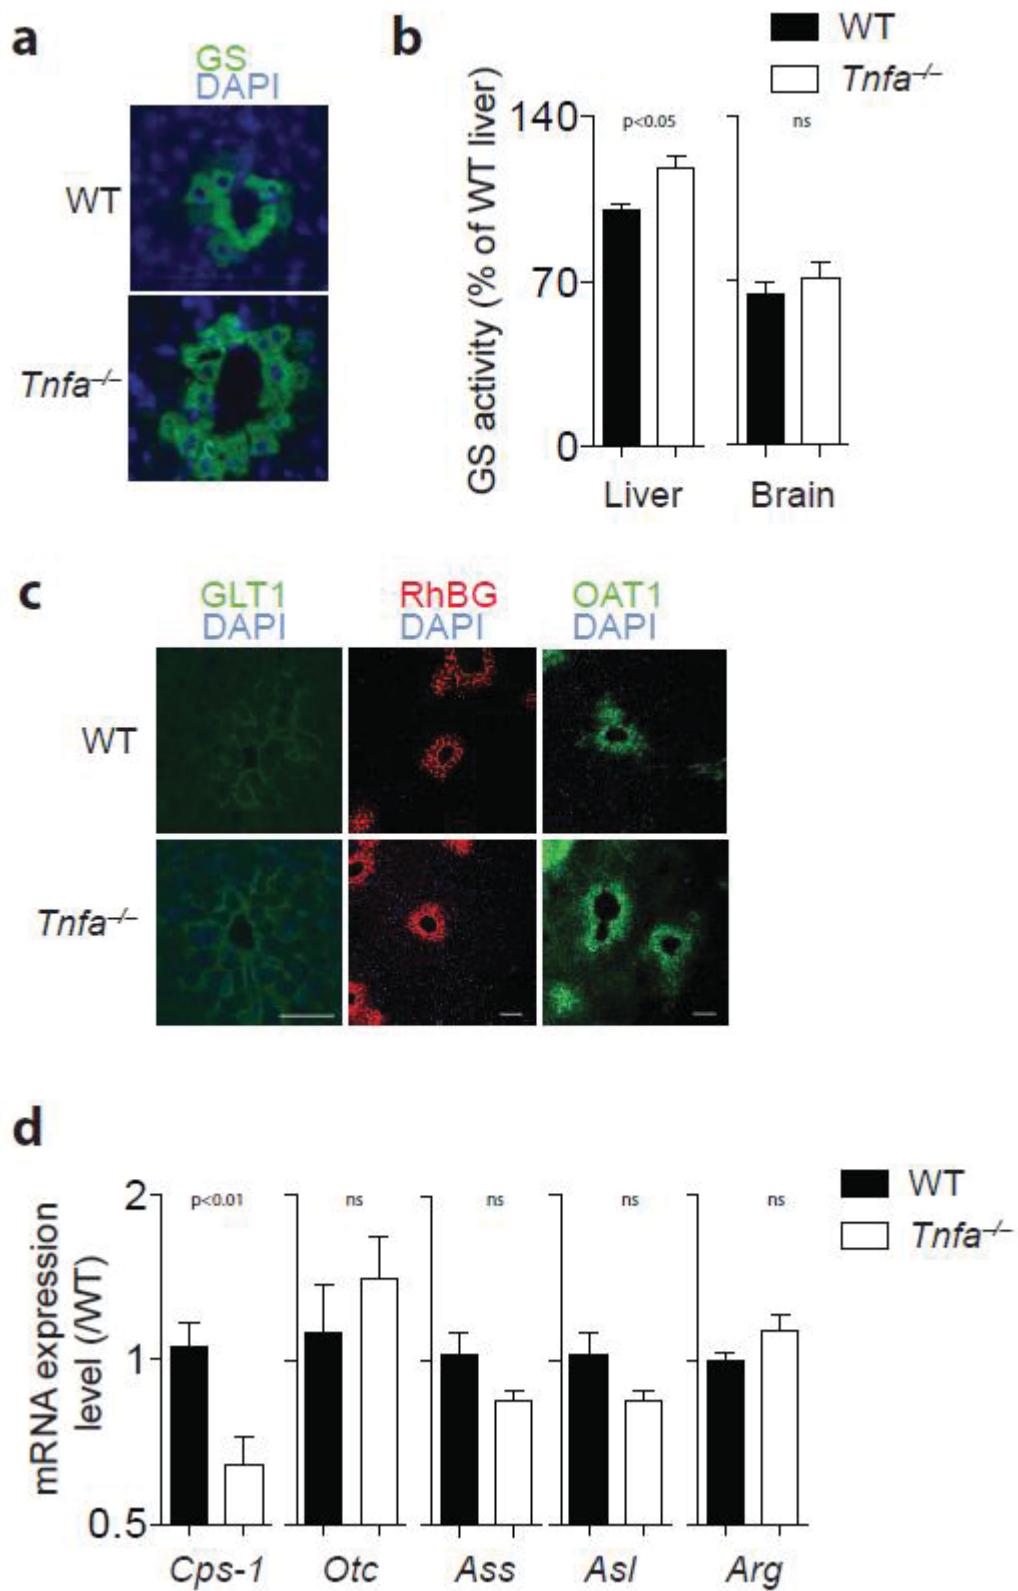 a
GS
DAPI
WT
Tnfa–/–
b
WT
Tnfa–/–
GS activity (% of WT liver)
140
70
0
p<0.05
ns
Liver
Brain
c
GLT1
DAPI
RhBG
DAPI
OAT1
DAPI
WT
Tnfa–/–
d
WT
Tnfa–/–
mRNA expression
level (/WT)
2
1
0.5
p<0.01
ns
ns
ns
ns
Cps-1
Otc
Ass
Asl
Arg